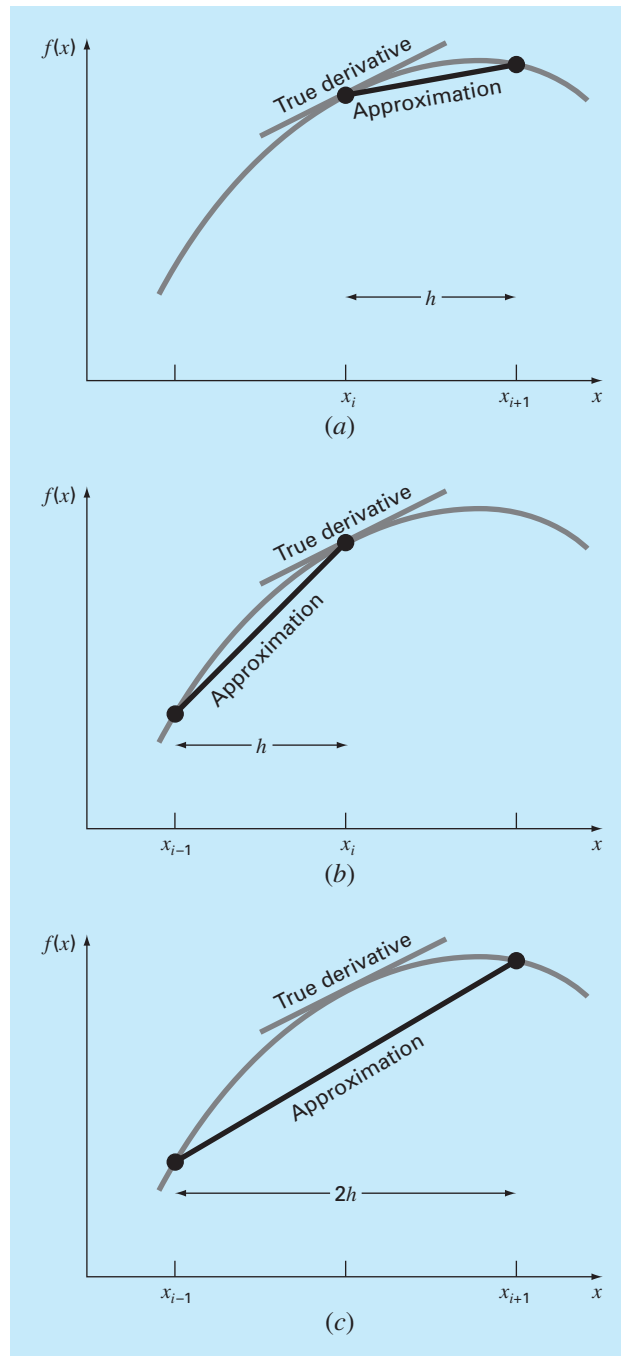 f(x)
True derivative
Approximation
h
x_i
x_{i+1}
x
(a)
f(x)
True derivative
Approximation
h
x_{i–1}
x_i
x
(b)
f(x)
True derivative
Approximation
2h
x_{i–1}
x_{i+1}
x
(c)